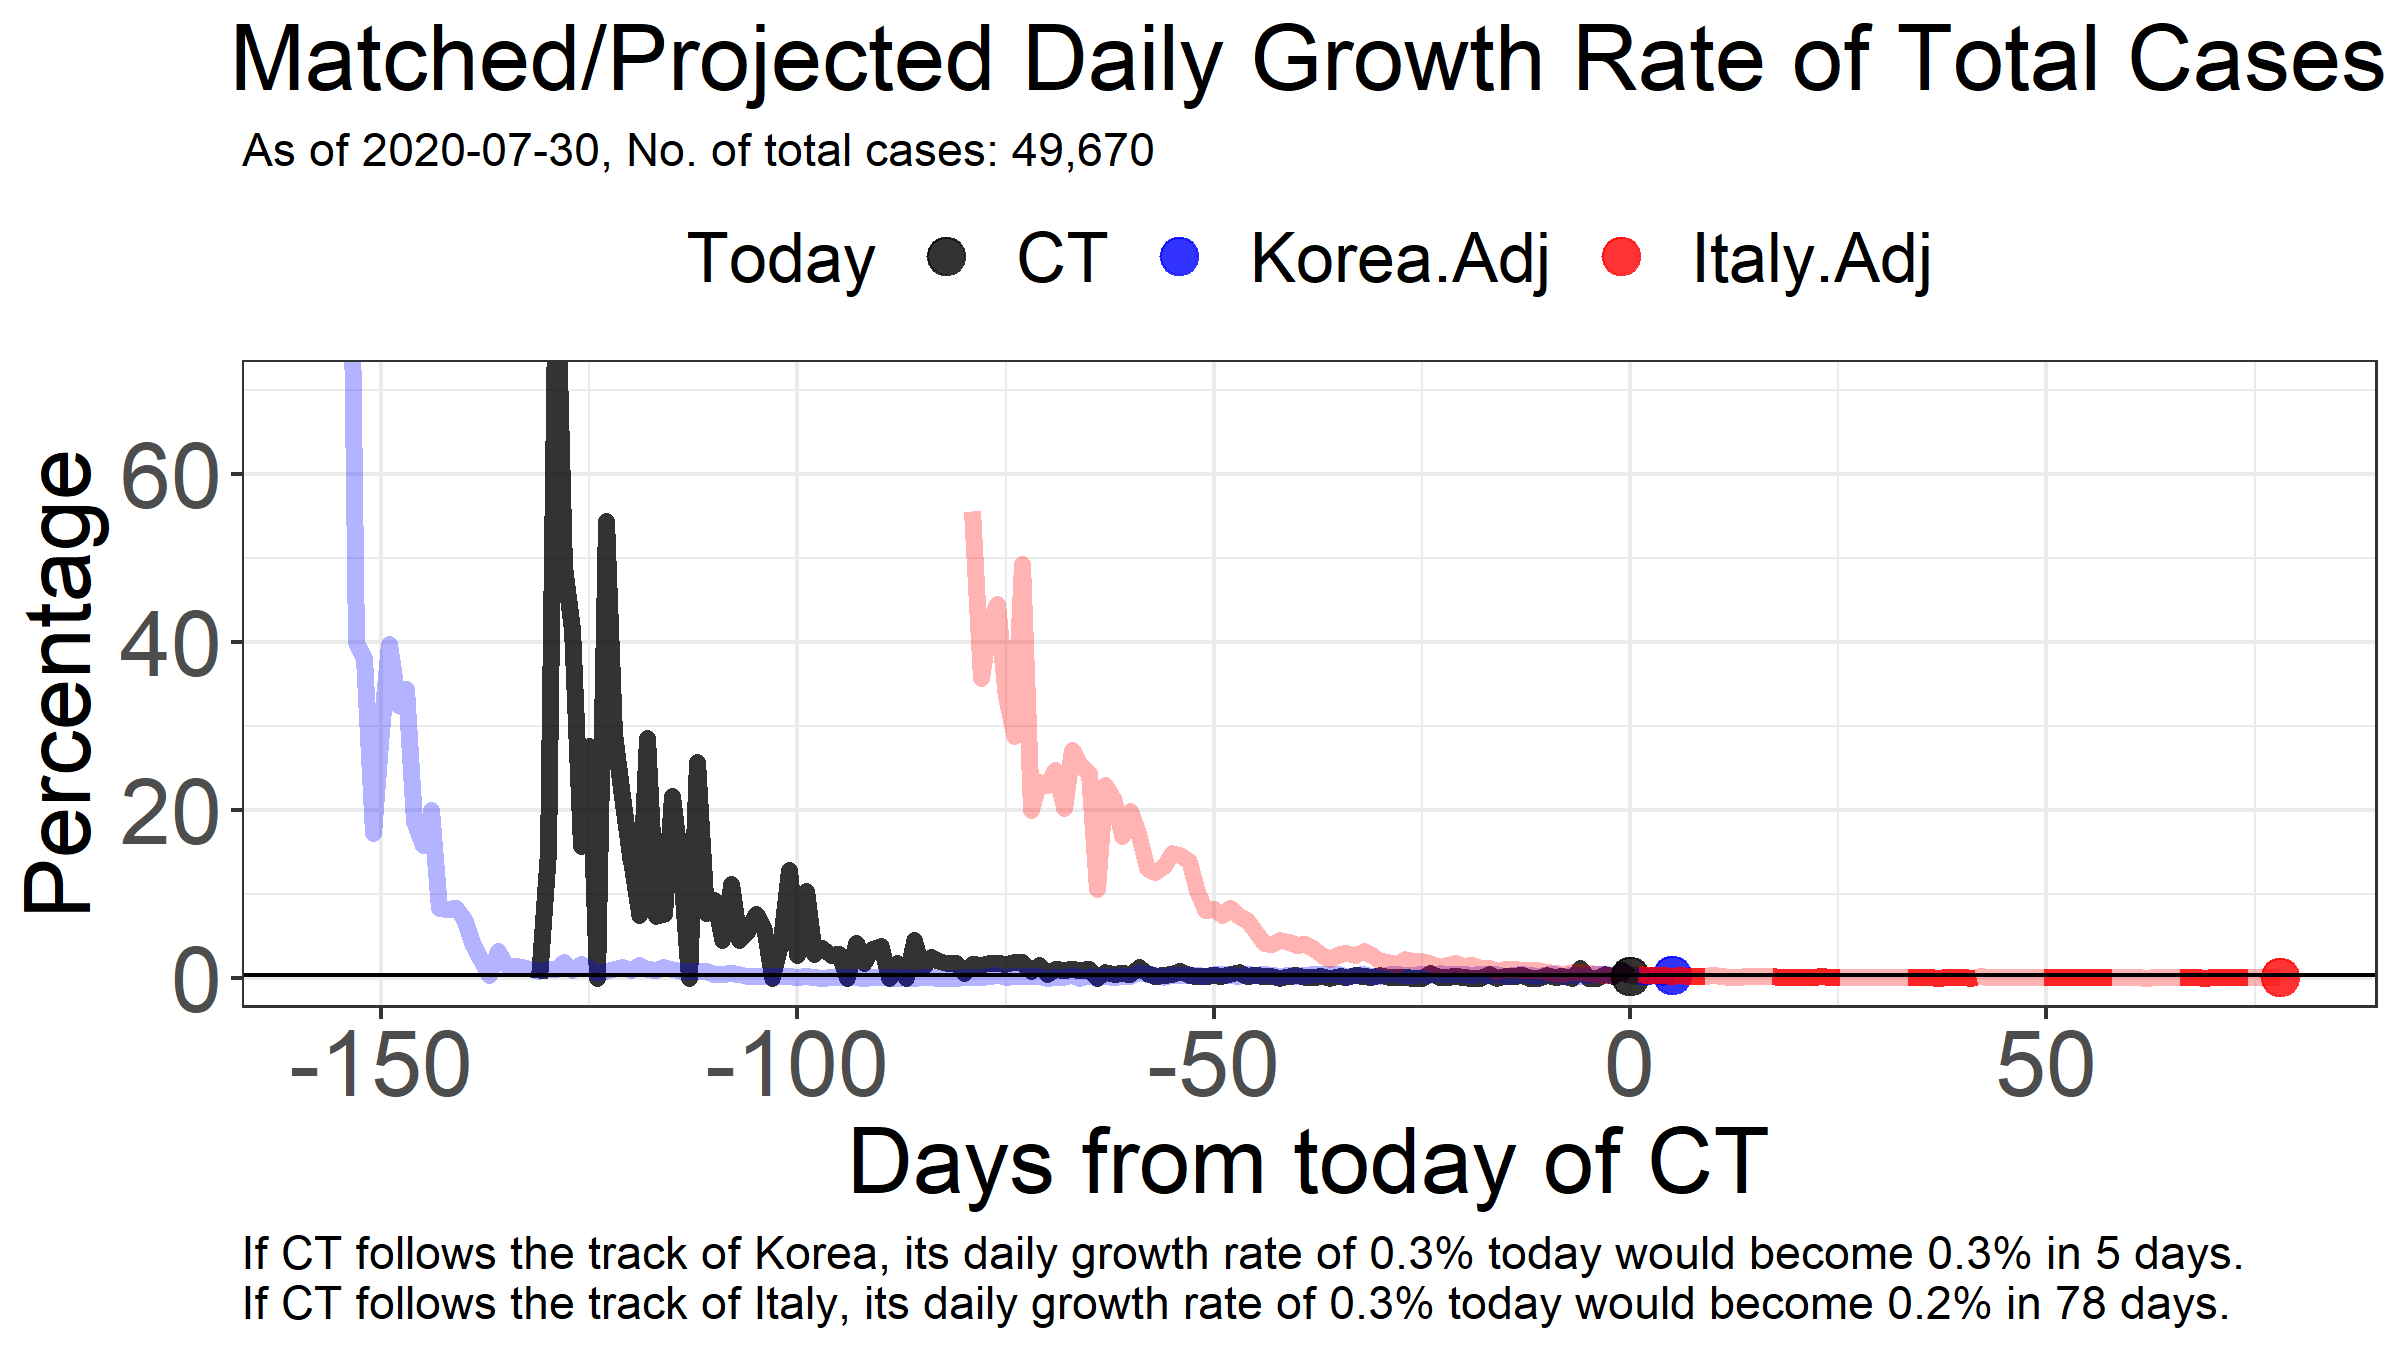 Matched/Projected Daily Growth Rate of Total Cases
As of 2020-07-30, No. of total cases: 49,670
Today CT Korea.Adj Italy.Adj
Percentage
60
40
20
0
-150 -100 -50 0 50
Days from today of CT
If CT follows the track of Korea, its daily growth rate of 0.3% today would become 0.3% in 5 days.
If CT follows the track of Italy, its daily growth rate of 0.3% today would become 0.2% in 78 days.